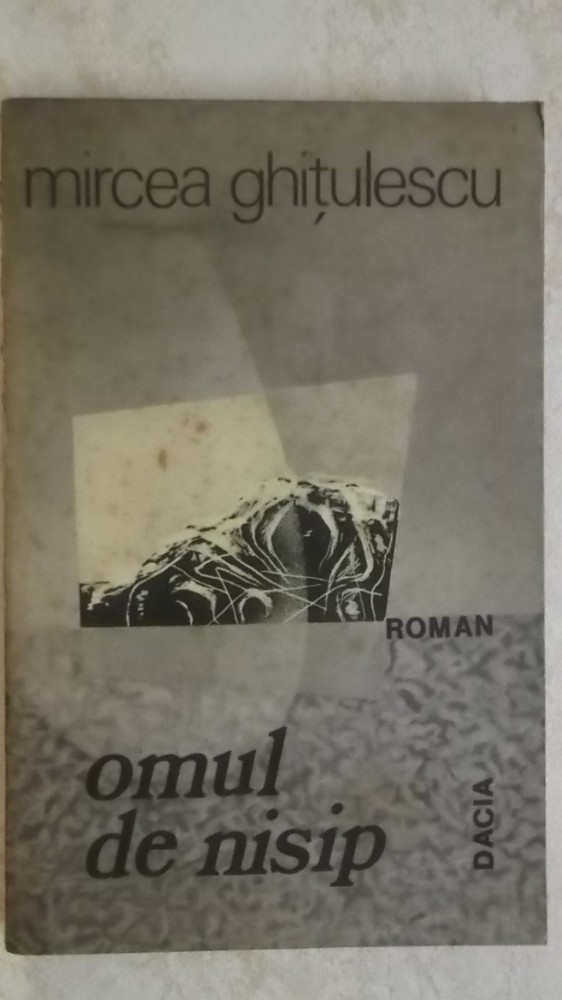 mircea ghițulescu
ROMAN
omul
de nisip
DACIA